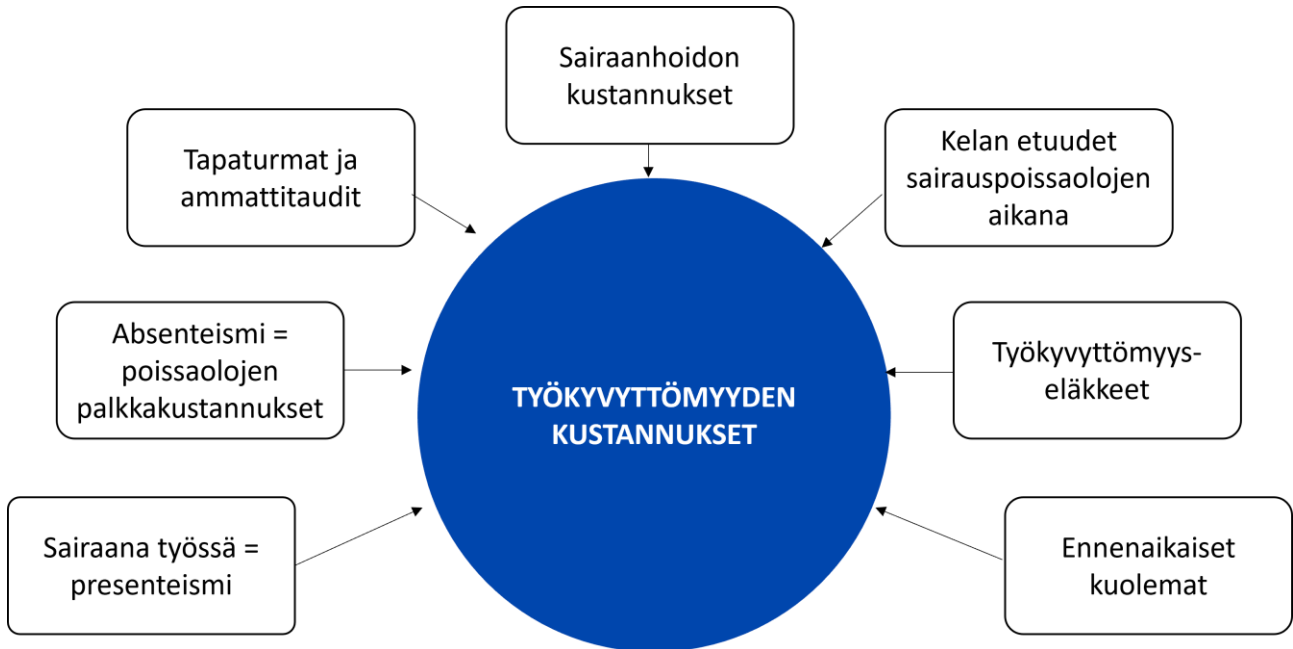 Sairaanhoidon
kustannukset
Tapaturmat ja
ammattitaudit
Kelan etuudet
sairauspoissaolojen
aikana
Absenteismi =
poissaolojen
palkkakustannukset
Työkyvyttömyys-
eläkkeet
TYÖKYVYTTÖMYYDEN
KUSTANNUKSET
Sairaana työssä =
presenteismi
Ennenaikaiset
kuolemat